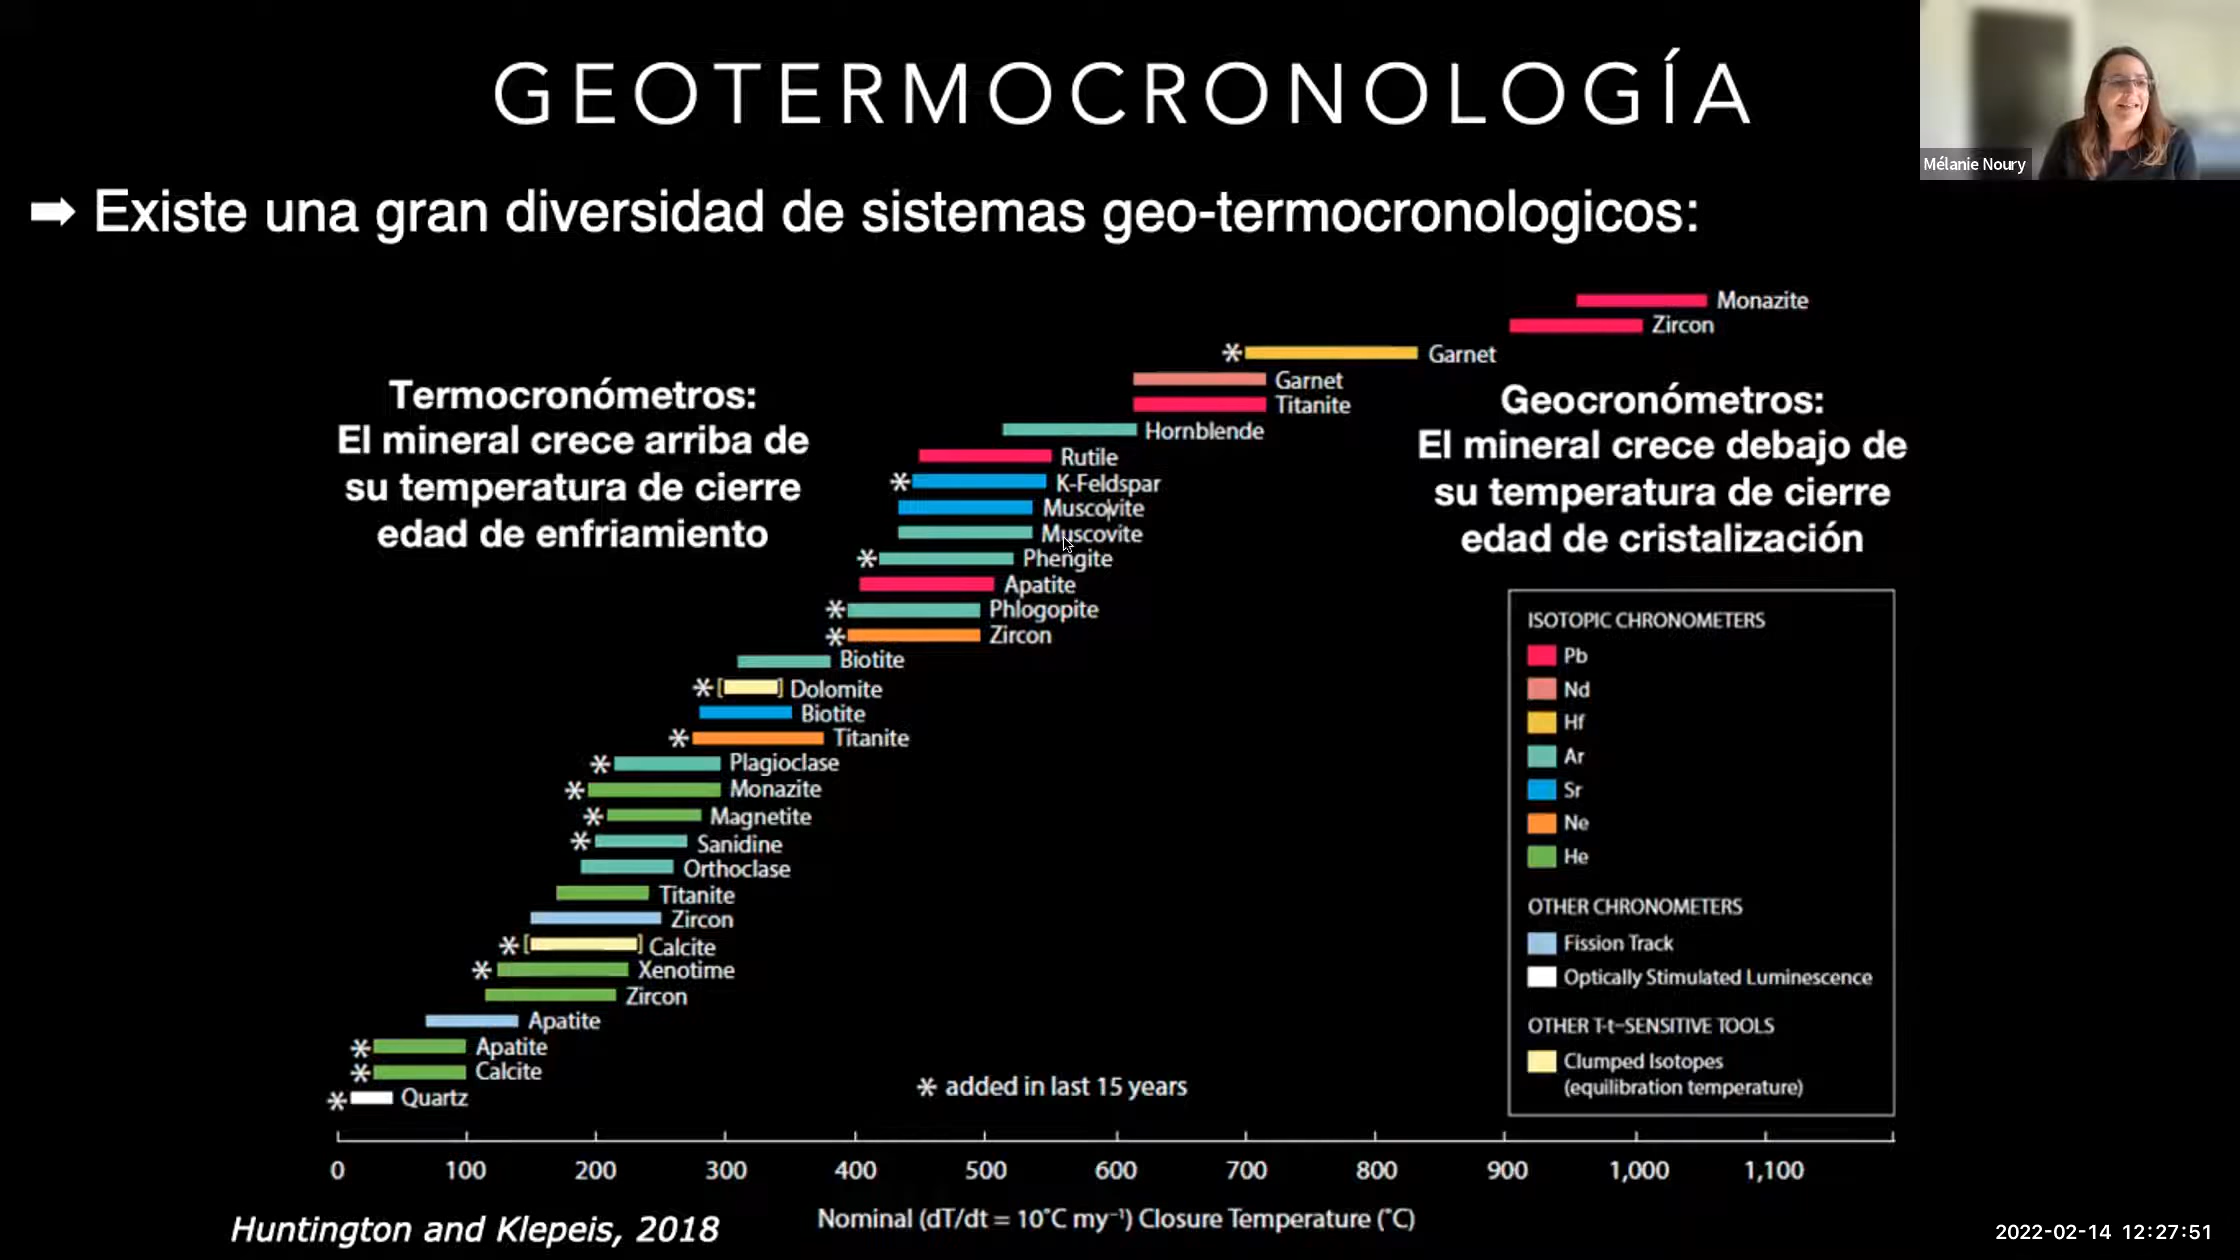 GEOTERMOCRONOLOGÍA
Mélanie Noury
➡ Existe una gran diversidad de sistemas geo-termocronologicos:
Monazite
Zircon
* Garnet
Garnet
Titanite
Hornblende
Rutile
* K-Feldspar
Muscovite
Muscovite
* Phengite
Apatite
* Phlogopite
* Zircon
Biotite
* [ ] Dolomite
Biotite
* Titanite
* Plagioclase
* Monazite
* Magnetite
* Sanidine
Orthoclase
Titanite
Zircon
* [ ] Calcite
* Xenotime
Zircon
Apatite
* Apatite
* Calcite
* Quartz
Termocronómetros:
El mineral crece arriba de
su temperatura de cierre
edad de enfriamiento
Geocronómetros:
El mineral crece debajo de
su temperatura de cierre
edad de cristalización
ISOTOPIC CHRONOMETERS
Pb
Nd
Hf
Ar
Sr
Ne
He
OTHER CHRONOMETERS
Fission Track
Optically Stimulated Luminescence
OTHER T-t-SENSITIVE TOOLS
Clumped Isotopes
(equilibration temperature)
* added in last 15 years
0 100 200 300 400 500 600 700 800 900 1,000 1,100
Nominal (dT/dt = 10°C my⁻¹) Closure Temperature (°C)
Huntington and Klepeis, 2018
2022-02-14 12:27:51